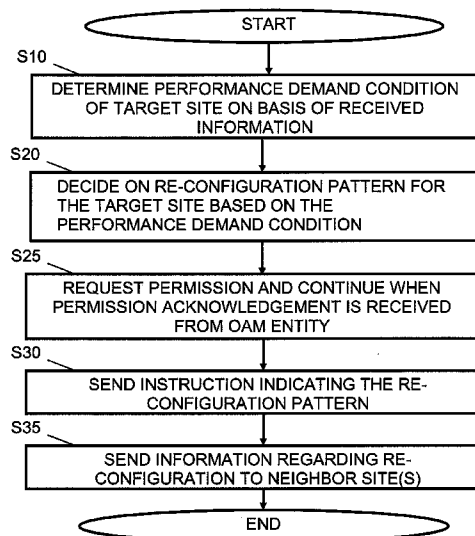 START
S10
DETERMINE PERFORMANCE DEMAND CONDITION
OF TARGET SITE ON BASIS OF RECEIVED
INFORMATION
S20
DECIDE ON RE-CONFIGURATION PATTERN FOR
THE TARGET SITE BASED ON THE
PERFORMANCE DEMAND CONDITION
S25
REQUEST PERMISSION AND CONTINUE WHEN
PERMISSION ACKNOWLEDGEMENT IS RECEIVED
FROM OAM ENTITY
S30
SEND INSTRUCTION INDICATING THE RE-
CONFIGURATION PATTERN
S35
SEND INFORMATION REGARDING RE-
CONFIGURATION TO NEIGHBOR SITE(S)
END